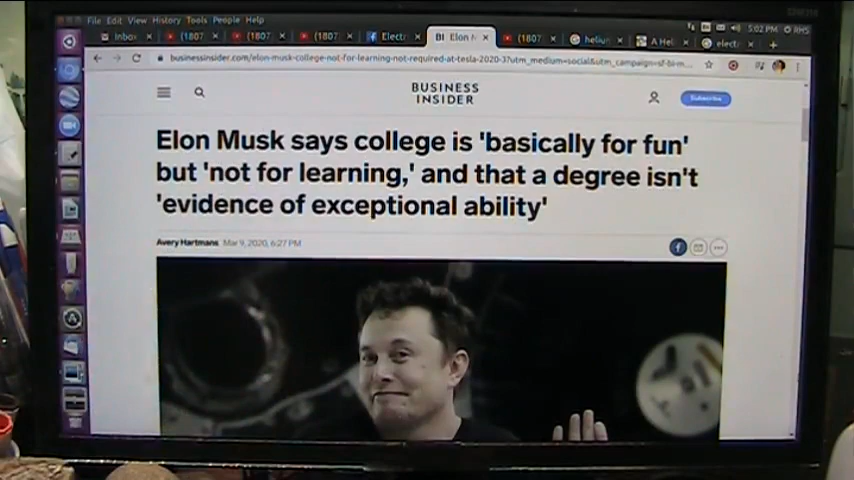 File Edit View History Tools People Help
5:02 PM RHS
Inbox (1807 (1807 (1807 Electr BI Elon M (1807 heliu A Hel electr
businessinsider.com/elon-musk-college-not-for-learning-not-required-at-tesla-2020-3?utm_medium=social&utm_campaign=sf-bi-m...
BUSINESS
INSIDER
Subscribe
Elon Musk says college is 'basically for fun'
but 'not for learning,' and that a degree isn't
'evidence of exceptional ability'
Avery Hartmans Mar 9, 2020, 6:27 PM